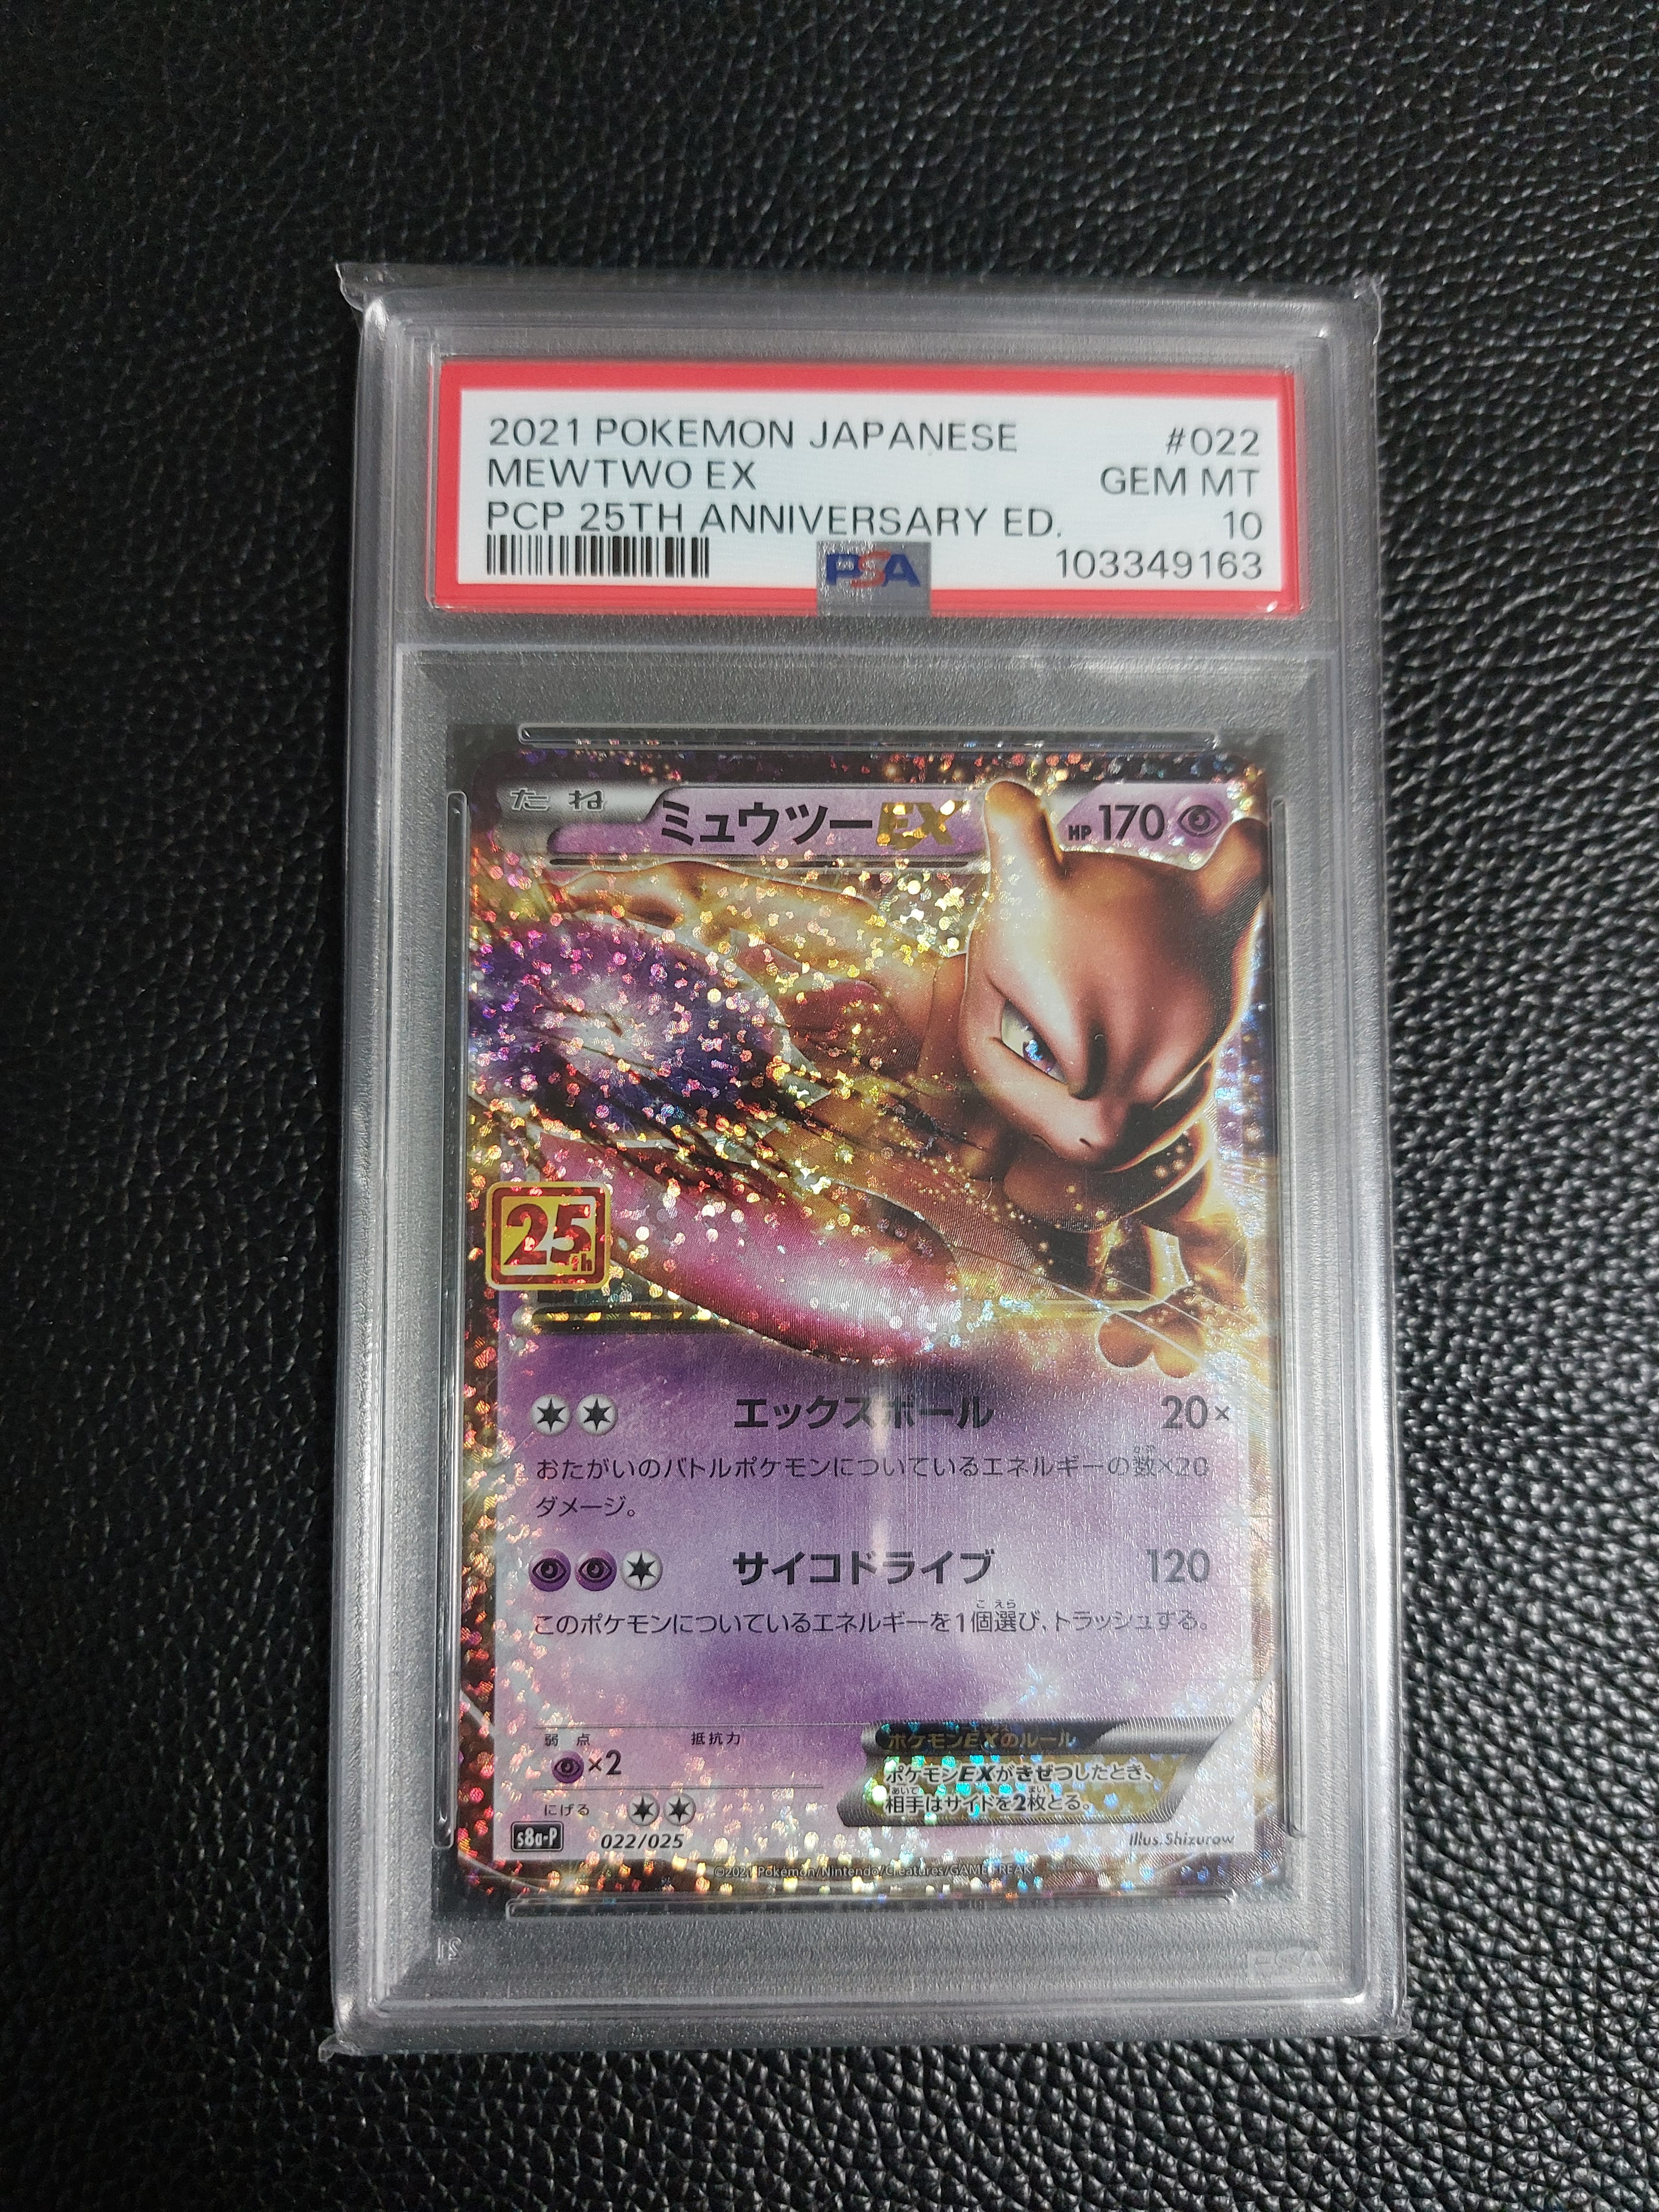 2021 POKEMON JAPANESE #022
MEWTWO EX GEM MT
PCP 25TH ANNIVERSARY ED. 10
PSA 103349163
たね ミュウツーEX HP 170
25th
エックスボール 20×
おたがいのバトルポケモンについているエネルギーの数×20
ダメージ。
サイコドライブ 120
このポケモンについているエネルギーを1個選び、トラッシュする。
弱点 抵抗力
×2
ポケモンEXのルール
ポケモンEXがきぜつしたとき、
相手はサイドを2枚とる。
にげる
s8a-P 022/025 Illus. Shizurow
©2021 Pokémon/Nintendo/Creatures/GAME FREAK
PSA